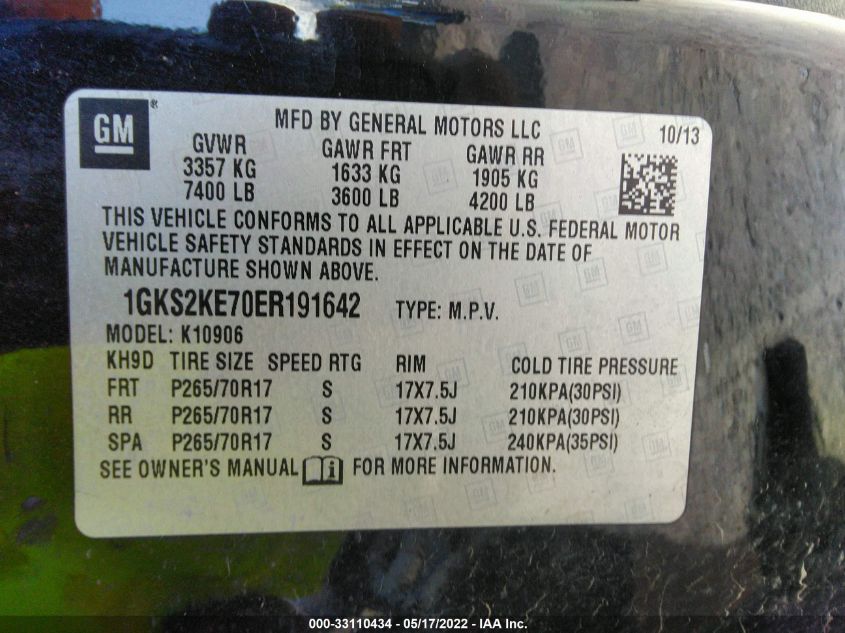 GM ®
MFD BY GENERAL MOTORS LLC 10/13
GVWR GAWR FRT GAWR RR
3357 KG 1633 KG 1905 KG
7400 LB 3600 LB 4200 LB
THIS VEHICLE CONFORMS TO ALL APPLICABLE U.S. FEDERAL MOTOR
VEHICLE SAFETY STANDARDS IN EFFECT ON THE DATE OF
MANUFACTURE SHOWN ABOVE.
1GKS2KE70ER191642 TYPE: M.P.V.
MODEL: K10906
KH9D TIRE SIZE SPEED RTG RIM COLD TIRE PRESSURE
FRT P265/70R17 S 17X7.5J 210KPA(30PSI)
RR P265/70R17 S 17X7.5J 210KPA(30PSI)
SPA P265/70R17 S 17X7.5J 240KPA(35PSI)
SEE OWNER'S MANUAL i FOR MORE INFORMATION.
000-33110434 - 05/17/2022 - IAA Inc.